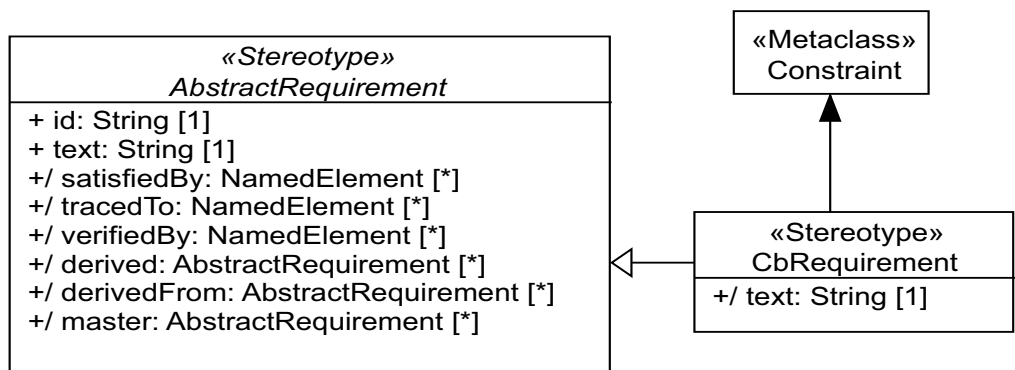 «Stereotype»
AbstractRequirement
+ id: String [1]
+ text: String [1]
+/ satisfiedBy: NamedElement [*]
+/ tracedTo: NamedElement [*]
+/ verifiedBy: NamedElement [*]
+/ derived: AbstractRequirement [*]
+/ derivedFrom: AbstractRequirement [*]
+/ master: AbstractRequirement [*]
«Metaclass»
Constraint
«Stereotype»
CbRequirement
+/ text: String [1]